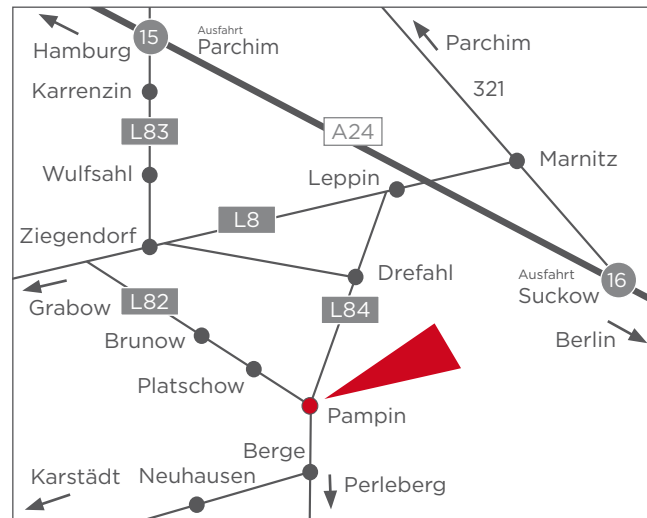 15
Ausfahrt
Parchim
Hamburg
Parchim
Karrenzin
321
L83
A24
Marnitz
Wulfsahl
Leppin
L8
Ziegendorf
Drefahl
Ausfahrt
Suckow
16
Grabow
L82
L84
Brunow
Berlin
Platschow
Pampin
Berge
Karstädt
Neuhausen
Perleberg